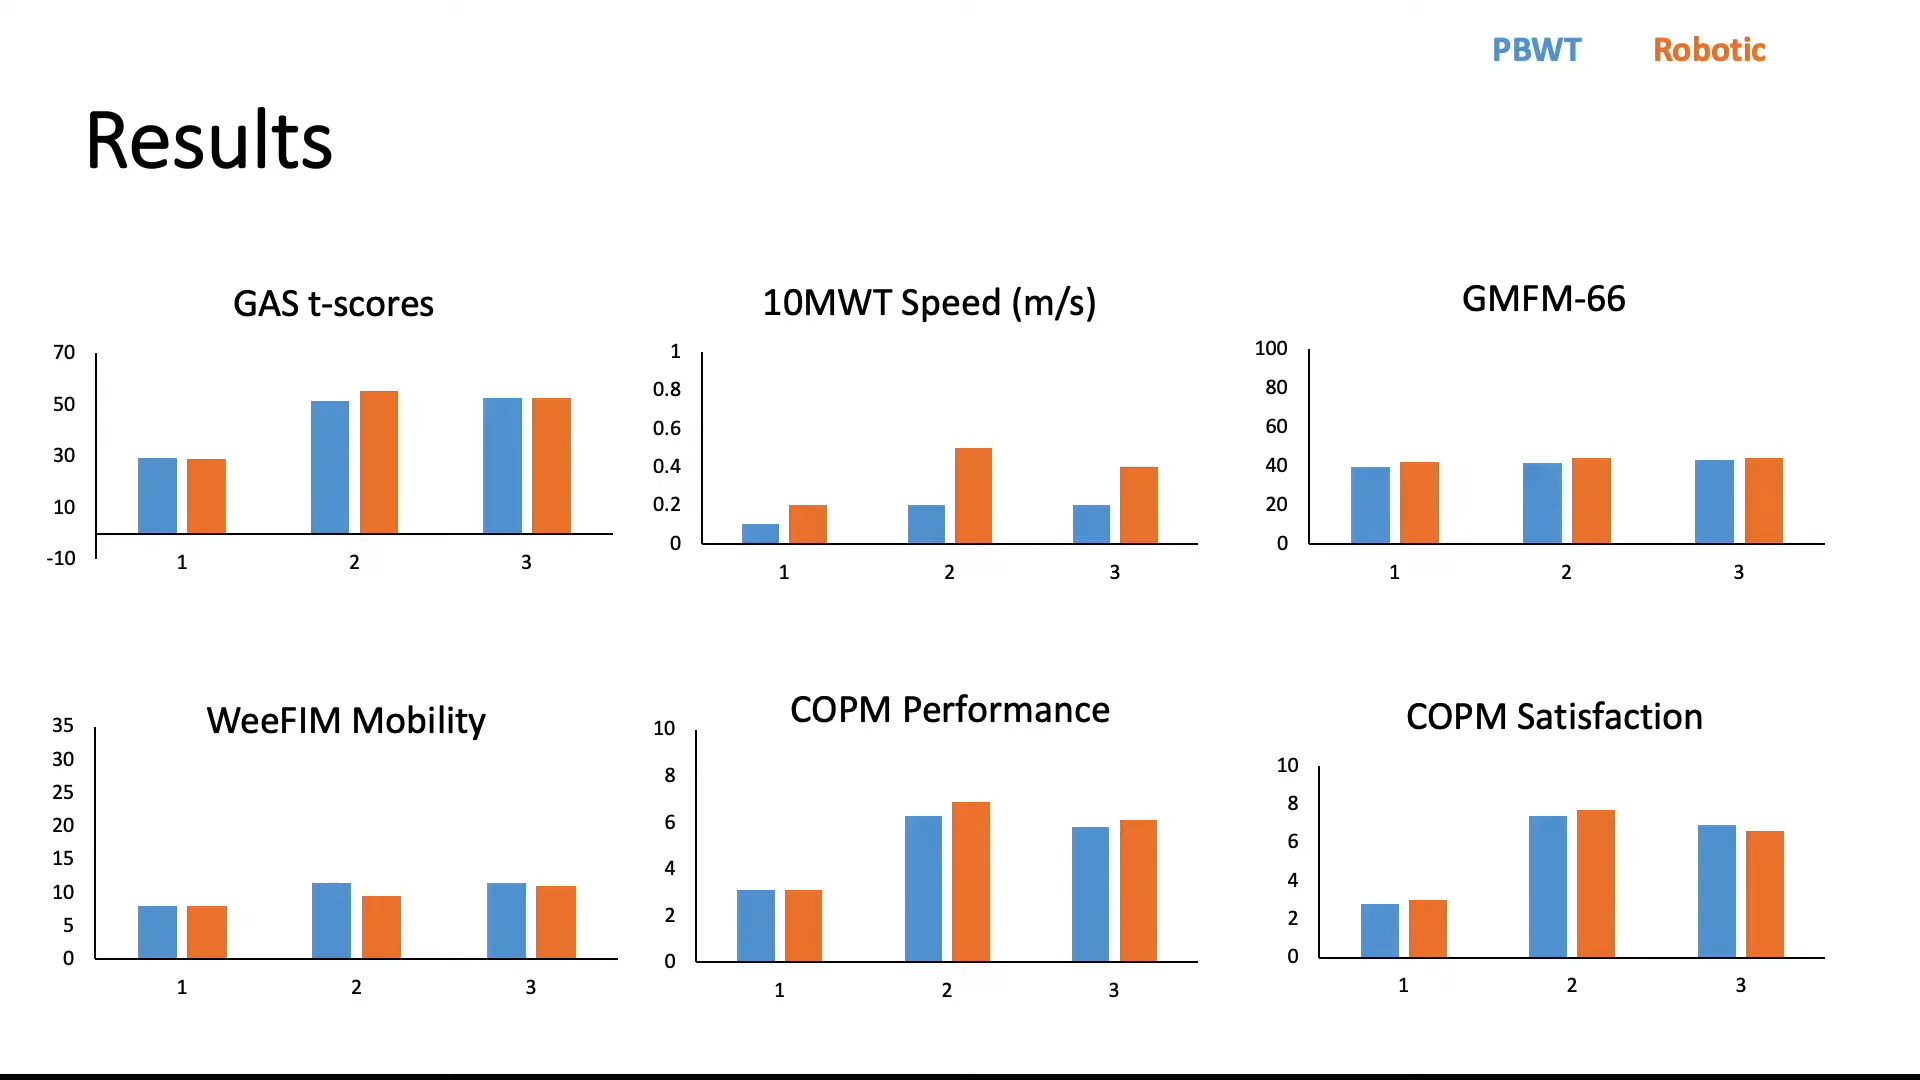 PBWT Robotic
Results
GAS t-scores
70
50
30
10
-10
1 2 3
10MWT Speed (m/s)
1
0.8
0.6
0.4
0.2
0
1 2 3
GMFM-66
100
80
60
40
20
0
1 2 3
WeeFIM Mobility
35
30
25
20
15
10
5
0
1 2 3
COPM Performance
10
8
6
4
2
0
1 2 3
COPM Satisfaction
10
8
6
4
2
0
1 2 3